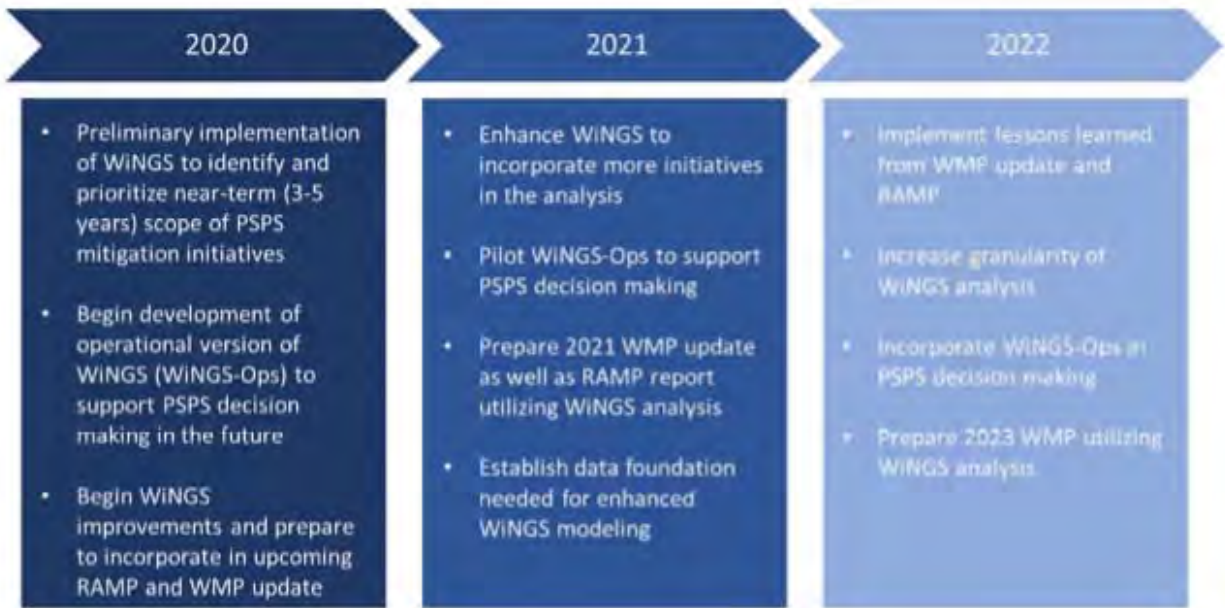 2020
• Preliminary implementation
of WiNGS to identify and
prioritize near-term (3-5
years) scope of PSPS
mitigation initiatives
• Begin development of
operational version of
WiNGS (WiNGS-Ops) to
support PSPS decision
making in the future
• Begin WiNGS
improvements and prepare
to incorporate in upcoming
RAMP and WMP update
2021
• Enhance WiNGS to
incorporate more initiatives
in the analysis
• Pilot WiNGS-Ops to support
PSPS decision making
• Prepare 2021 WMP update
as well as RAMP report
utilizing WiNGS analysis
• Establish data foundation
needed for enhanced
WiNGS modeling
2022
• Implement lessons learned
from WMP update and
RAMP
• Increase granularity of
WiNGS analysis
• Incorporate WiNGS-Ops in
PSPS decision making
• Prepare 2023 WMP utilizing
WiNGS analysis